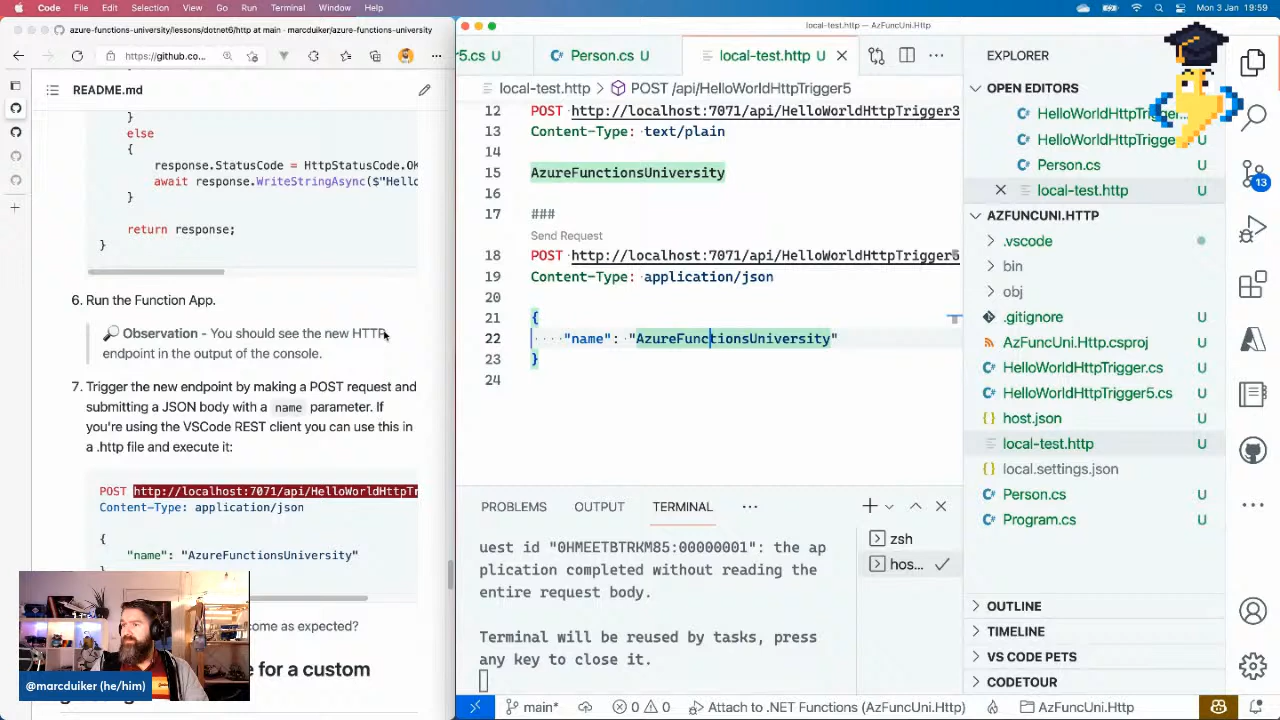 Edge
File
Edit
Tools
Profiles
Tab
Window
Help
Mon 3 Jan 19:59
azure-functions-university/lessons/dotnet6/http at main · marcduiker/azure-functions-university
https://github.co...
README.md
}
else
{
response.StatusCode = HttpStatusCode.OK
await response.WriteStringAsync($"Hello
}
return response;
}
6. Run the Function App.
🔎 Observation - You should see the new HTTP
endpoint in the output of the console.
7. Trigger the new endpoint by making a POST request and
submitting a JSON body with a name parameter. If
you're using the VSCode REST client you can use this in
a .http file and execute it:
POST http://localhost:7071/api/HelloWorldHttpTr
Content-Type: application/json
{
"name": "AzureFunctionsUniversity"
ome as expected?
e for a custom
@marcduiker (he/him)
local-test.http - AzFuncUni.Http
r5.cs U
Person.cs U
local-test.http U
local-test.http > POST /api/HelloWorldHttpTrigger5
12 POST http://localhost:7071/api/HelloWorldHttpTrigger3
13 Content-Type: text/plain
14
15 AzureFunctionsUniversity
16
17 ###
Send Request
18 POST http://localhost:7071/api/HelloWorldHttpTrigger5
19 Content-Type: application/json
20
21 {
22 ····"name": "AzureFunctionsUniversity"
23 }
24
PROBLEMS OUTPUT TERMINAL ···
uest id "0HMEETBTRKM85:00000001": the ap
plication completed without reading the
entire request body.
Terminal will be reused by tasks, press
any key to close it.
zsh
hos...
EXPLORER
OPEN EDITORS
HelloWorldHttpTrigger.
HelloWorldHttpTrigge... U
Person.cs U
local-test.http U
AZFUNCUNI.HTTP
.vscode
bin
obj
.gitignore U
AzFuncUni.Http.csproj U
HelloWorldHttpTrigger.cs U
HelloWorldHttpTrigger5.cs U
host.json U
local-test.http U
local.settings.json
Person.cs U
Program.cs U
OUTLINE
TIMELINE
VS CODE PETS
CODETOUR
13
main* 0 0 Attach to .NET Functions (AzFuncUni.Http) AzFuncUni.Http